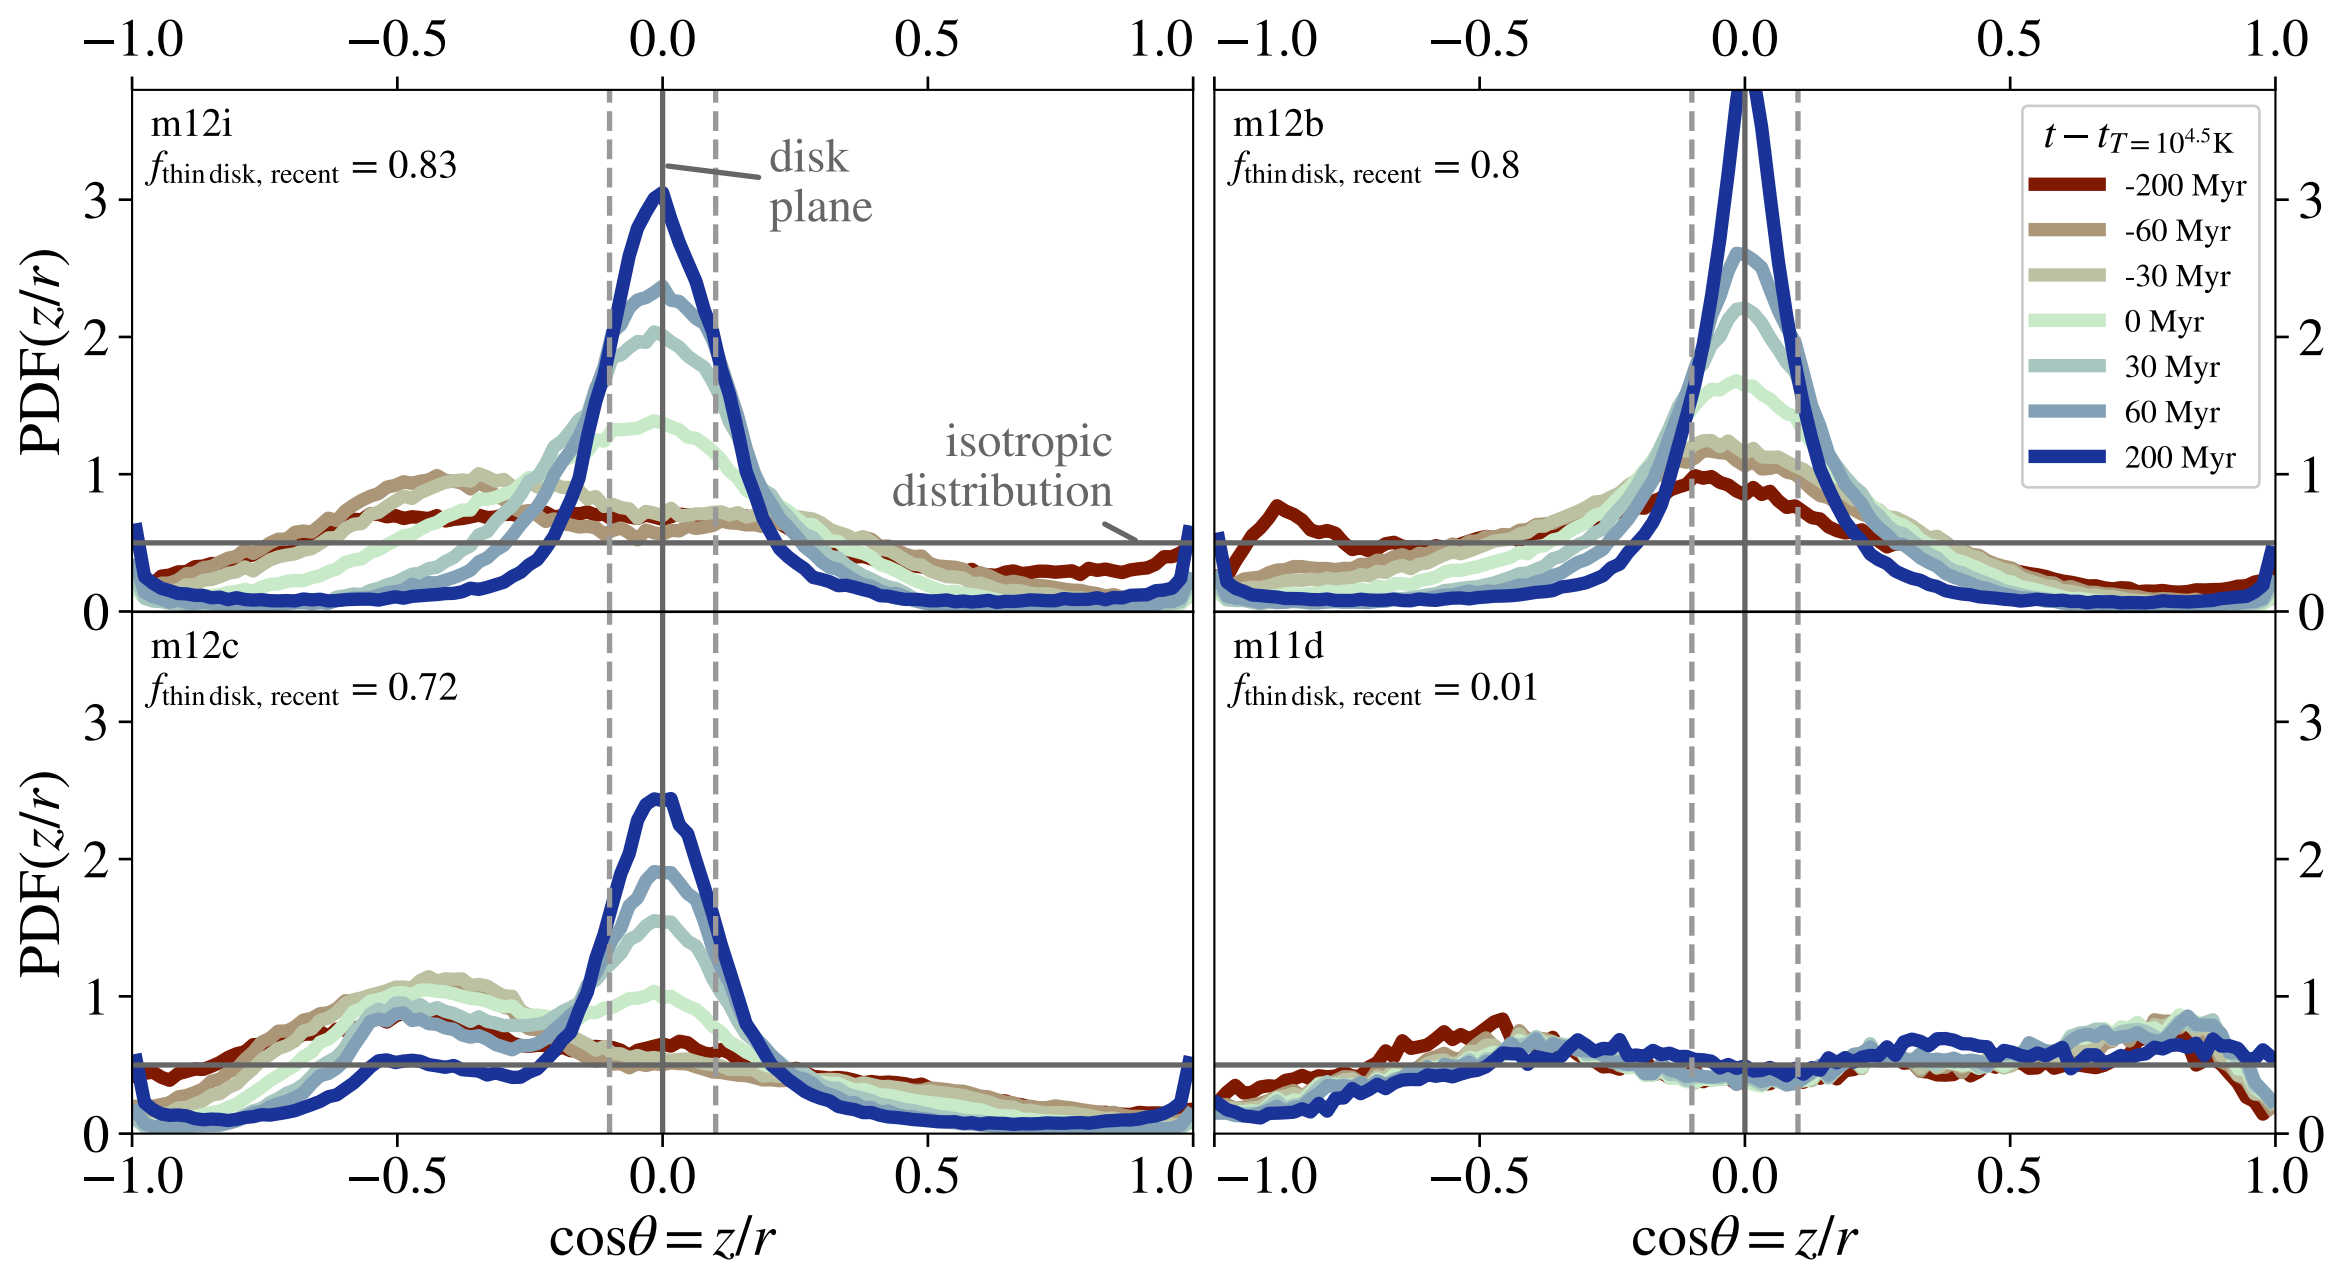 −1.0 −0.5 0.0 0.5 1.0 −1.0 −0.5 0.0 0.5 1.0
m12i
f_thin disk, recent = 0.83
disk
plane
isotropic
distribution
PDF(z/r)
3
2
1
0
m12b
f_thin disk, recent = 0.8
t − t_T=10^4.5K
-200 Myr
-60 Myr
-30 Myr
0 Myr
30 Myr
60 Myr
200 Myr
3
2
1
0
m12c
f_thin disk, recent = 0.72
PDF(z/r)
3
2
1
0
m11d
f_thin disk, recent = 0.01
3
2
1
0
−1.0 −0.5 0.0 0.5 1.0 −1.0 −0.5 0.0 0.5 1.0
cosθ = z/r cosθ = z/r